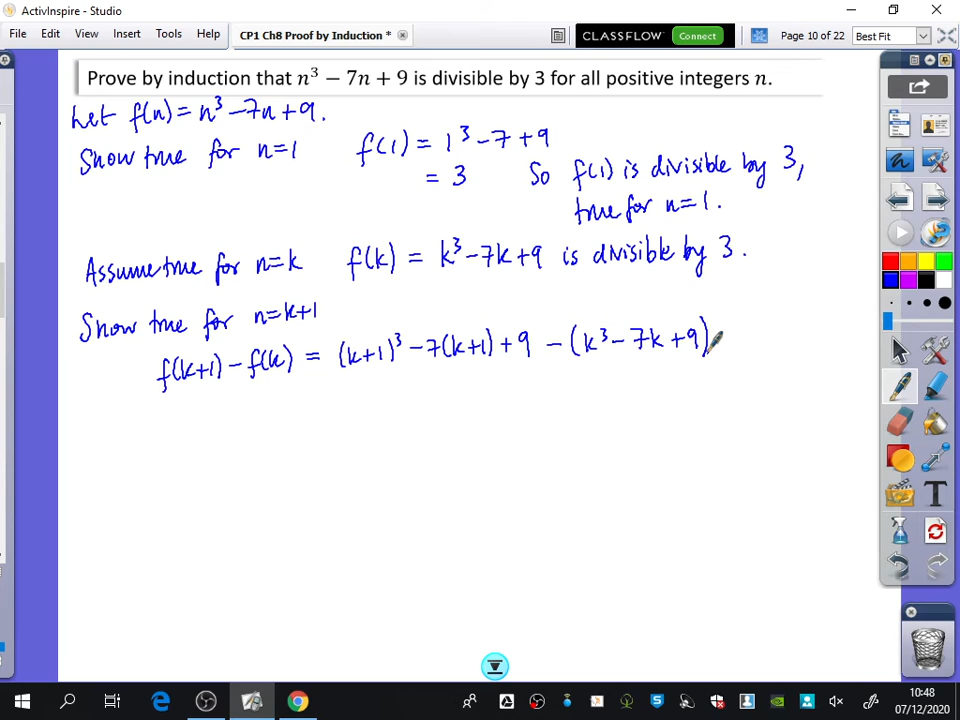 ActivInspire - Studio
File Edit View Insert Tools Help CP1 Ch8 Proof by Induction * CLASSFLOW Connect Page 10 of 22 Best Fit
Prove by induction that n³ − 7n + 9 is divisible by 3 for all positive integers n.
Let f(n) = n³ − 7n + 9.
Show true for n=1 f(1) = 1³ − 7 + 9
= 3 So f(1) is divisible by 3,
true for n=1.
Assume true for n=k f(k) = k³ − 7k + 9 is divisible by 3.
Show true for n=k+1
f(k+1) − f(k) = (k+1)³ − 7(k+1) + 9 − (k³ − 7k + 9)
10:48
07/12/2020